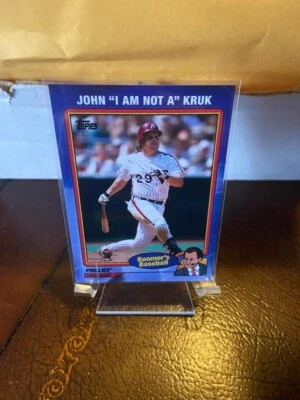 JOHN "I AM NOT A" KRUK
Topps
29
PHILLIES
Boomer's
Baseball